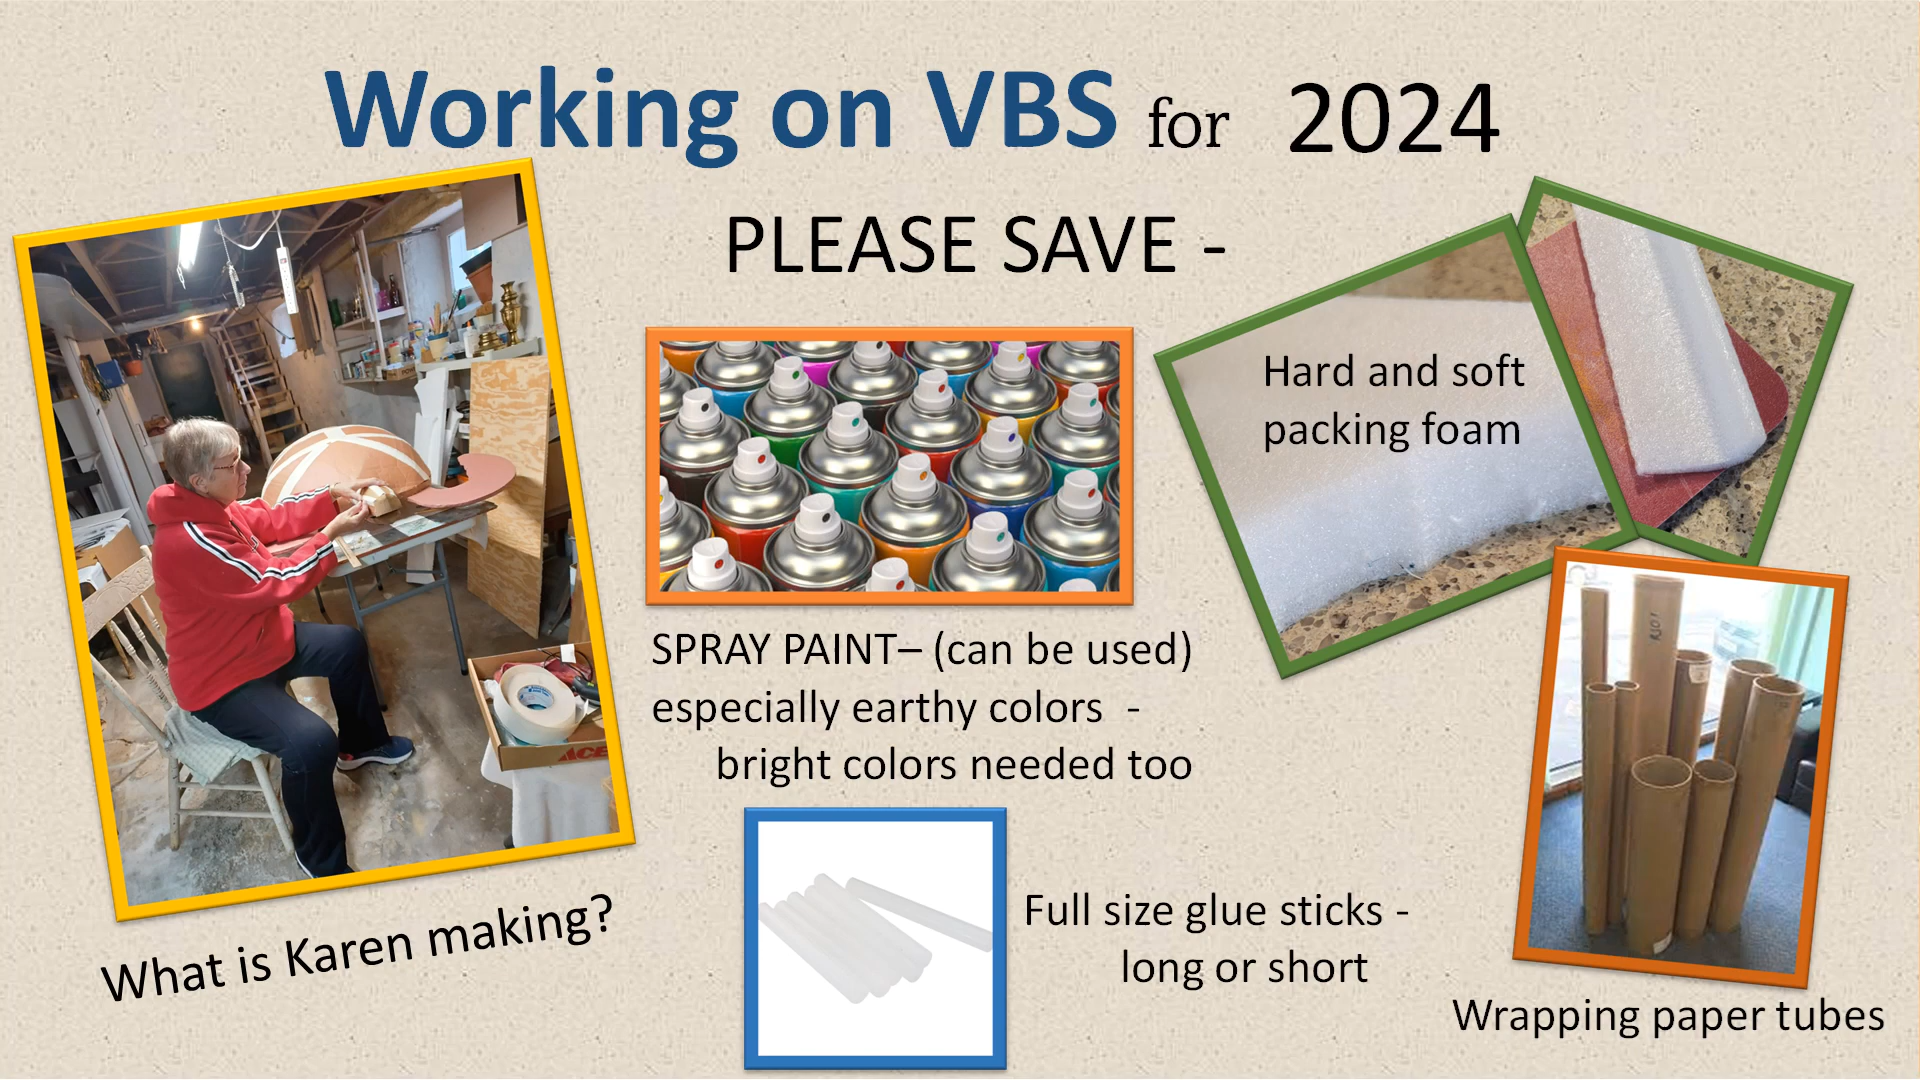 Working on VBS for 2024
PLEASE SAVE -
Hard and soft
packing foam
SPRAY PAINT– (can be used)
especially earthy colors -
bright colors needed too
Full size glue sticks -
long or short
What is Karen making?
Wrapping paper tubes
ACE